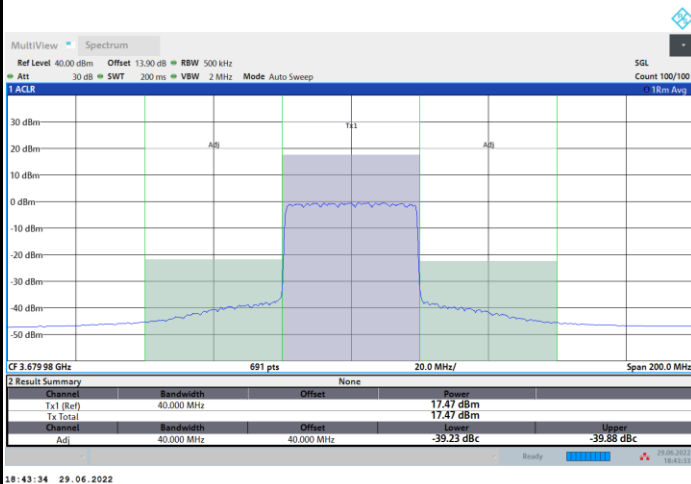 MultiView Spectrum
Ref Level 40.00 dBm Offset 13.90 dB RBW 500 kHz SGL
Att 30 dB SWT 200 ms VBW 2 MHz Mode Auto Sweep Count 100/100
1 ACLR 1Rm Avg
Tx1
Adj Adj
30 dBm
20 dBm
10 dBm
0 dBm
-10 dBm
-20 dBm
-30 dBm
-40 dBm
-50 dBm
CF 3.679 98 GHz 691 pts 20.0 MHz/ Span 200.0 MHz
2 Result Summary None
Channel Bandwidth Offset Power
Tx1 (Ref) 40.000 MHz 17.47 dBm
Tx Total 17.47 dBm
Channel Bandwidth Offset Lower Upper
Adj 40.000 MHz 40.000 MHz -39.23 dBc -39.88 dBc
Ready 29.06.2022
18:43:33
18:43:34 29.06.2022